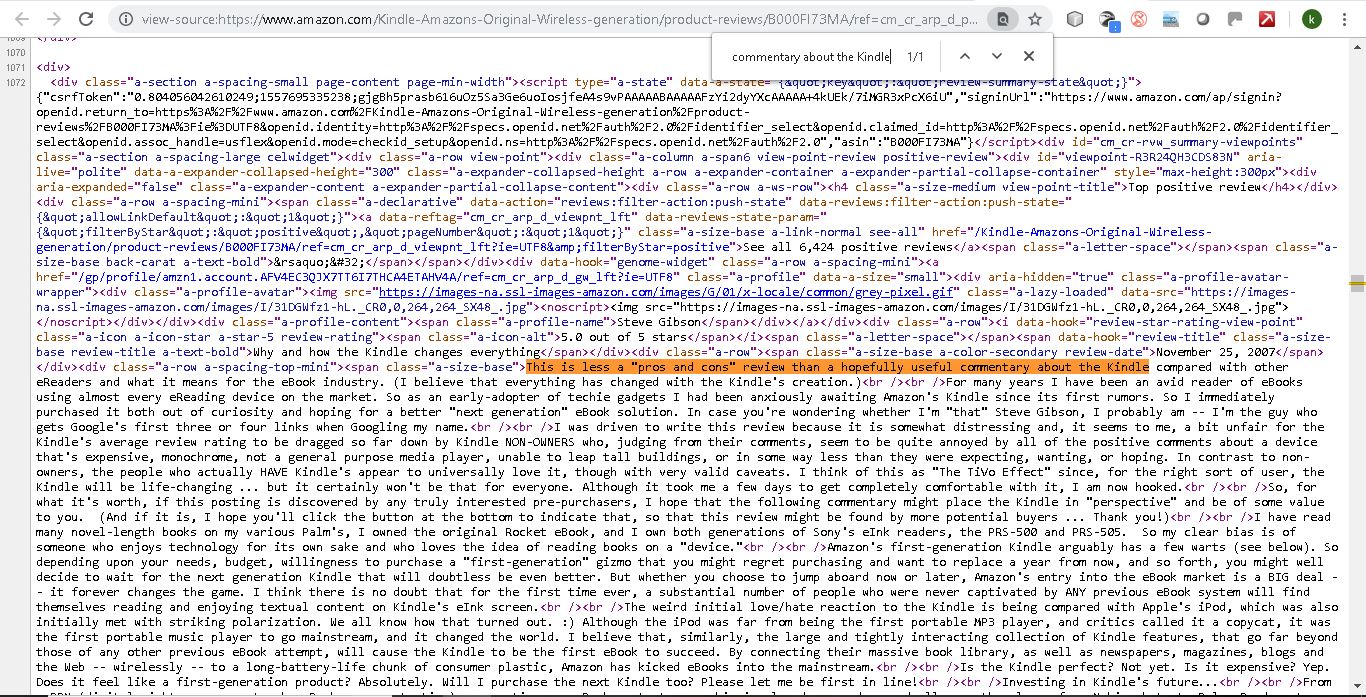 view-source:https://www.amazon.com/Kindle-Amazons-Original-Wireless-generation/product-reviews/B000FI73MA/ref=cm_cr_arp_d_p...
k
commentary about the Kindle 1/1
1070
1071 <div>
1072 <div class="a-section a-spacing-small page-content page-min-width"><script type="a-state" data-a-state="{&quot;key&quot;:&quot;review-summary-state&quot;}">
{"csrfToken":"0.804056042610249;1557695335238;gjgBh5prasb616uOz5Sa3Ge6uoIosjfeA4s9vPAAAAABAAAAAFzYi2dyYXcAAAAA+4kUEk/7iMGR3xPcX6iU","signinUrl":"https://www.amazon.com/ap/signin?
openid.return_to=https%3A%2F%2Fwww.amazon.com%2FKindle-Amazons-Original-Wireless-generation%2Fproduct-
reviews%2FB000FI73MA%3Fie%3DUTF8&openid.identity=http%3A%2F%2Fspecs.openid.net%2Fauth%2F2.0%2Fidentifier_select&openid.claimed_id=http%3A%2F%2Fspecs.openid.net%2Fauth%2F2.0%2Fidentifier_
select&openid.assoc_handle=usflex&openid.mode=checkid_setup&openid.ns=http%3A%2F%2Fspecs.openid.net%2Fauth%2F2.0","asin":"B000FI73MA"}</script><div id="cm_cr-rvw_summary-viewpoints"
class="a-section a-spacing-large celwidget"><div class="a-row view-point"><div class="a-column a-span6 view-point-review positive-review"><div id="viewpoint-R3R24QH3CDS83N" aria-
live="polite" data-a-expander-collapsed-height="300" class="a-expander-collapsed-height a-row a-expander-container a-expander-partial-collapse-container" style="max-height:300px"><div
aria-expanded="false" class="a-expander-content a-expander-partial-collapse-content"><div class="a-row a-ws-row"><h4 class="a-size-medium view-point-title">Top positive review</h4></div>
<div class="a-row a-spacing-mini"><span class="a-declarative" data-action="reviews:filter-action:push-state" data-reviews:filter-action:push-state="
{&quot;allowLinkDefault&quot;:&quot;1&quot;}"><a data-reftag="cm_cr_arp_d_viewpnt_lft" data-reviews-state-param="
{&quot;filterByStar&quot;:&quot;positive&quot;,&quot;pageNumber&quot;:&quot;1&quot;}" class="a-size-base a-link-normal see-all" href="/Kindle-Amazons-Original-Wireless-
generation/product-reviews/B000FI73MA/ref=cm_cr_arp_d_viewpnt_lft?ie=UTF8&amp;filterByStar=positive">See all 6,424 positive reviews</a><span class="a-letter-space"></span><span class="a-
size-base back-carat a-text-bold">&rsaquo;&#32;</span></span></div><div data-hook="genome-widget" class="a-row a-spacing-mini"><a
href="/gp/profile/amzn1.account.AFV4EC3QJX7TT6I7THCA4ETAHV4A/ref=cm_cr_arp_d_gw_lft?ie=UTF8" class="a-profile" data-a-size="small"><div aria-hidden="true" class="a-profile-avatar-
wrapper"><div class="a-profile-avatar"><img src="https://images-na.ssl-images-amazon.com/images/G/01/x-locale/common/grey-pixel.gif" class="a-lazy-loaded" data-src="https://images-
na.ssl-images-amazon.com/images/I/31DGWfz1-hL._CR0,0,264,264_SX48_.jpg"><noscript><img src="https://images-na.ssl-images-amazon.com/images/I/31DGWfz1-hL._CR0,0,264,264_SX48_.jpg">
</noscript></div></div><div class="a-profile-content"><span class="a-profile-name">Steve Gibson</span></div></a></div><div class="a-row"><i data-hook="review-star-rating-view-point"
class="a-icon a-icon-star a-star-5 review-rating"><span class="a-icon-alt">5.0 out of 5 stars</span></i><span class="a-letter-space"></span><span data-hook="review-title" class="a-size-
base review-title a-text-bold">Why and how the Kindle changes everything</span></div><div class="a-row"><span class="a-size-base a-color-secondary review-date">November 25, 2007</span>
</div><div class="a-row a-spacing-top-mini"><span class="a-size-base">This is less a "pros and cons" review than a hopefully useful commentary about the Kindle compared with other
eReaders and what it means for the eBook industry. (I believe that everything has changed with the Kindle's creation.)<br /><br />For many years I have been an avid reader of eBooks
using almost every eReading device on the market. So as an early-adopter of techie gadgets I had been anxiously awaiting Amazon's Kindle since its first rumors. So I immediately
purchased it both out of curiosity and hoping for a better "next generation" eBook solution. In case you're wondering whether I'm "that" Steve Gibson, I probably am -- I'm the guy who
gets Google's first three or four links when Googling my name.<br /><br />I was driven to write this review because it is somewhat distressing and, it seems to me, a bit unfair for the
Kindle's average review rating to be dragged so far down by Kindle NON-OWNERS who, judging from their comments, seem to be quite annoyed by all of the positive comments about a device
that's expensive, monochrome, not a general purpose media player, unable to leap tall buildings, or in some way less than they were expecting, wanting, or hoping. In contrast to non-
owners, the people who actually HAVE Kindle's appear to universally love it, though with very valid caveats. I think of this as "The TiVo Effect" since, for the right sort of user, the
Kindle will be life-changing ... but it certainly won't be that for everyone. Although it took me a few days to get completely comfortable with it, I am now hooked.<br /><br />So, for
what it's worth, if this posting is discovered by any truly interested pre-purchasers, I hope that the following commentary might place the Kindle in "perspective" and be of some value
to you.  (And if it is, I hope you'll click the button at the bottom to indicate that, so that this review might be found by more potential buyers ... Thank you!)<br /><br />I have read
many novel-length books on my various Palm's, I owned the original Rocket eBook, and I own both generations of Sony's eInk readers, the PRS-500 and PRS-505.  So my clear bias is of
someone who enjoys technology for its own sake and who loves the idea of reading books on a "device."<br /><br />Amazon's first-generation Kindle arguably has a few warts (see below). So
depending upon your needs, budget, willingness to purchase a "first-generation" gizmo that you might regret purchasing and want to replace a year from now, and so forth, you might well
decide to wait for the next generation Kindle that will doubtless be even better. But whether you choose to jump aboard now or later, Amazon's entry into the eBook market is a BIG deal -
- it forever changes the game. I think there is no doubt that for the first time ever, a substantial number of people who were never captivated by ANY previous eBook system will find
themselves reading and enjoying textual content on Kindle's eInk screen.<br /><br />The weird initial love/hate reaction to the Kindle is being compared with Apple's iPod, which was also
initially met with striking polarization. We all know how that turned out. :) Although the iPod was far from being the first portable MP3 player, and critics called it a copycat, it was
the first portable music player to go mainstream, and it changed the world. I believe that, similarly, the large and tightly interacting collection of Kindle features, that go far beyond
those of any other previous eBook attempt, will cause the Kindle to be the first eBook to succeed. By connecting their massive book library, as well as newspapers, magazines, blogs and
the Web -- wirelessly -- to a long-battery-life chunk of consumer plastic, Amazon has kicked eBooks into the mainstream.<br /><br />Is the Kindle perfect? Not yet. Is it expensive? Yep.
Does it feel like a first-generation product? Absolutely. Will I purchase the next Kindle too? Please let me be first in line!<br /><br />Investing in Kindle's future...<br /><br />From